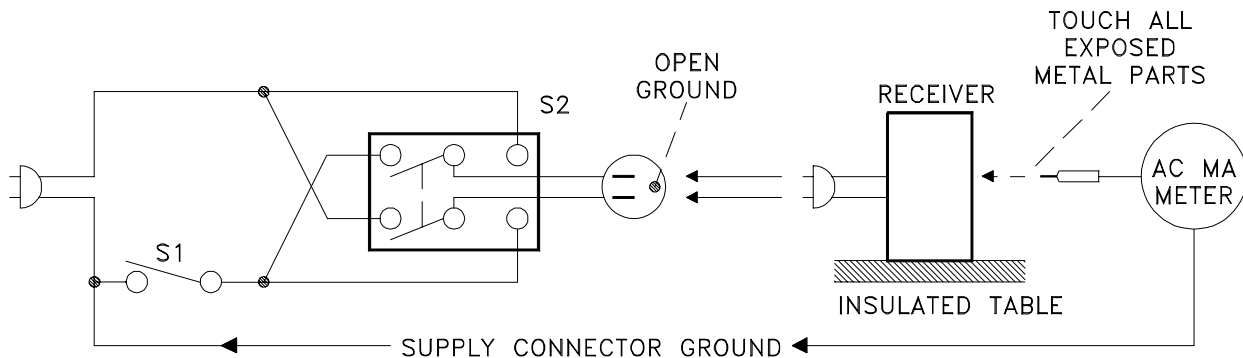 TOUCH ALL
EXPOSED
METAL PARTS
OPEN
GROUND
S2
RECEIVER
AC MA
METER
S1
INSULATED TABLE
SUPPLY CONNECTOR GROUND